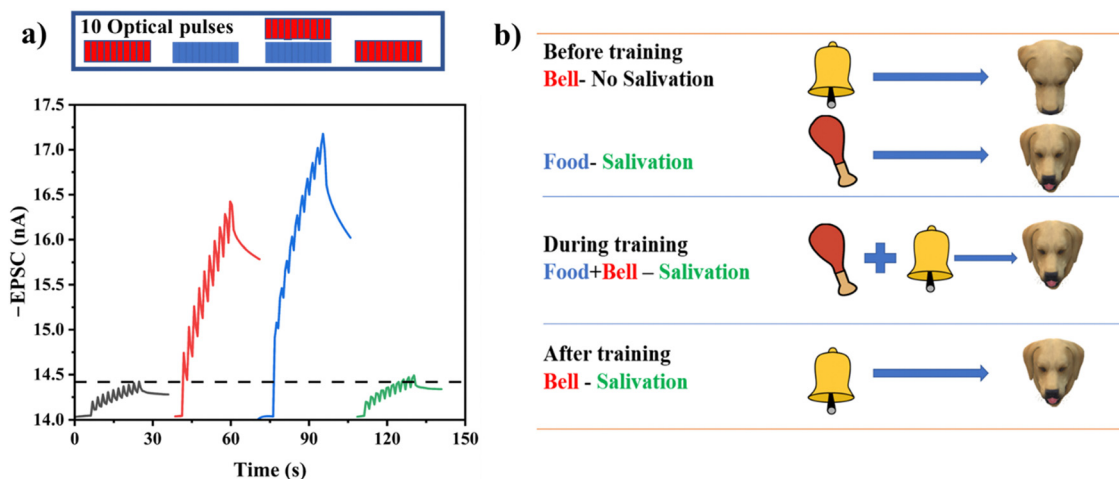 a)
10 Optical pulses
17.5
17.0
16.5
16.0
15.5
15.0
14.5
14.0
−EPSC (nA)
0
30
60
90
120
150
Time (s)
b)
Before training
Bell- No Salivation
Food- Salivation
During training
Food+Bell – Salivation
After training
Bell - Salivation